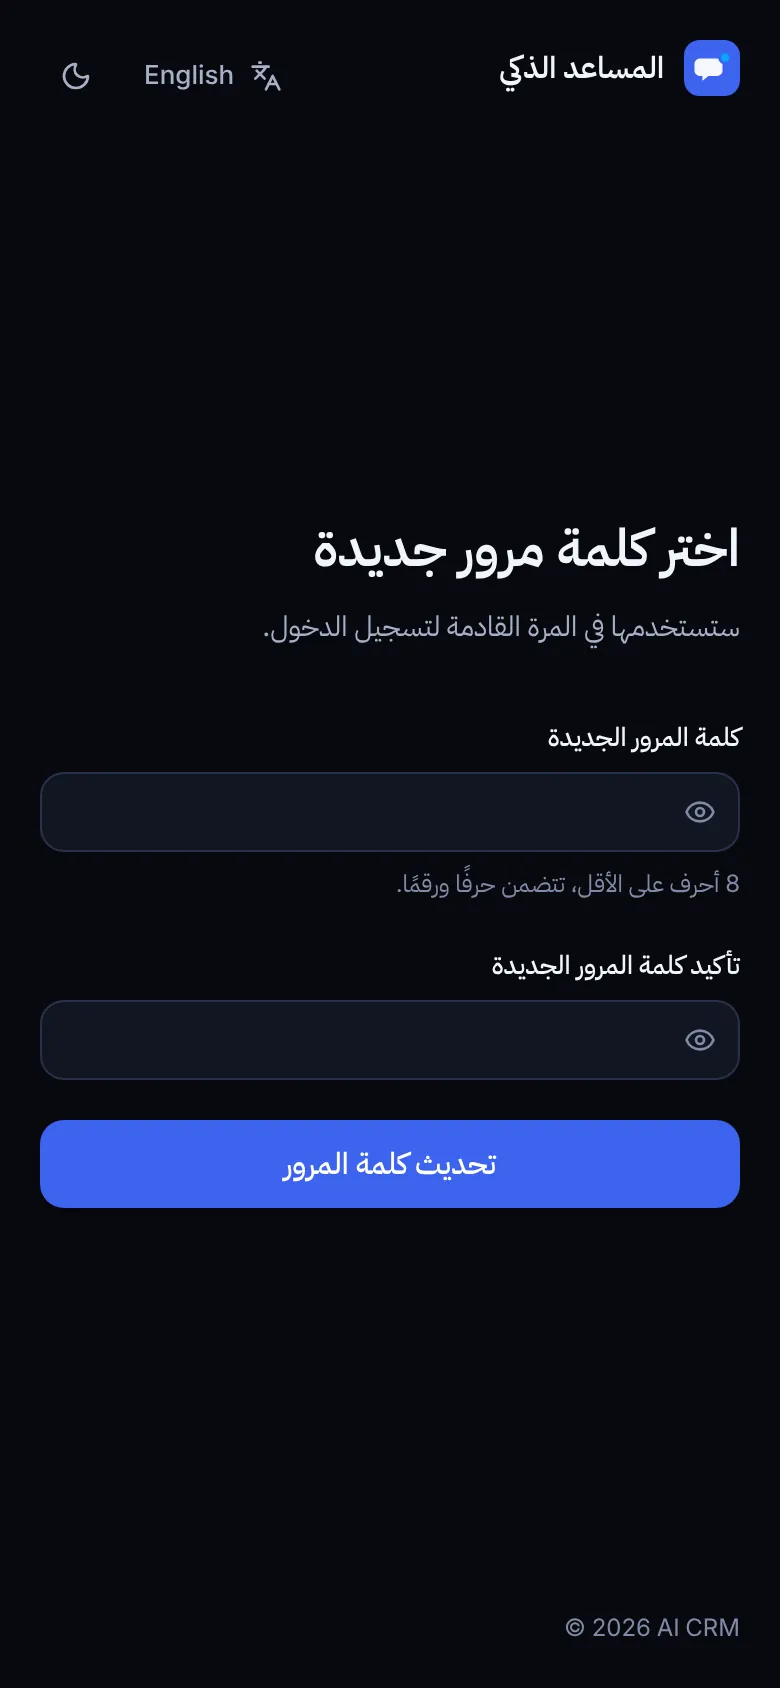 المساعد الذكي
English
اختر كلمة مرور جديدة
ستستخدمها في المرة القادمة لتسجيل الدخول.
كلمة المرور الجديدة
8 أحرف على الأقل، تتضمن حرفًا ورقمًا.
تأكيد كلمة المرور الجديدة
تحديث كلمة المرور
© 2026 AI CRM